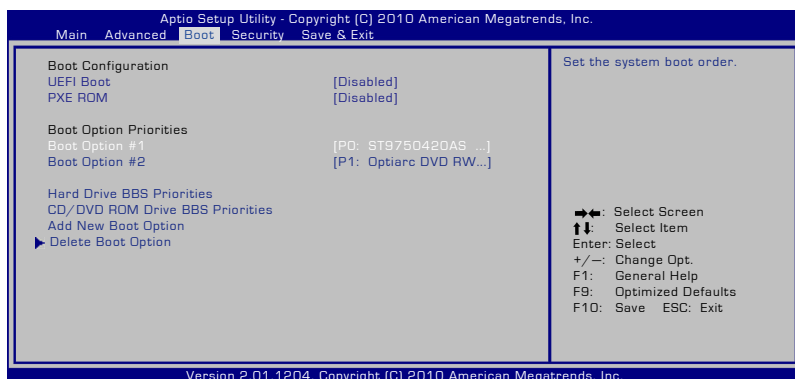 Aptio Setup Utility - Copyright (C) 2010 American Megatrends, Inc.
Main Advanced Boot Security Save & Exit
Boot Configuration
UEFI Boot [Disabled]
PXE ROM [Disabled]
Boot Option Priorities
Boot Option #1 [P0: ST9750420AS ...]
Boot Option #2 [P1: Optiarc DVD RW...]
Hard Drive BBS Priorities
CD/DVD ROM Drive BBS Priorities
Add New Boot Option
Delete Boot Option
Set the system boot order.
→←: Select Screen
↑↓: Select Item
Enter: Select
+/—: Change Opt.
F1: General Help
F9: Optimized Defaults
F10: Save ESC: Exit
Version 2.01.1204. Copyright (C) 2010 American Megatrends, Inc.